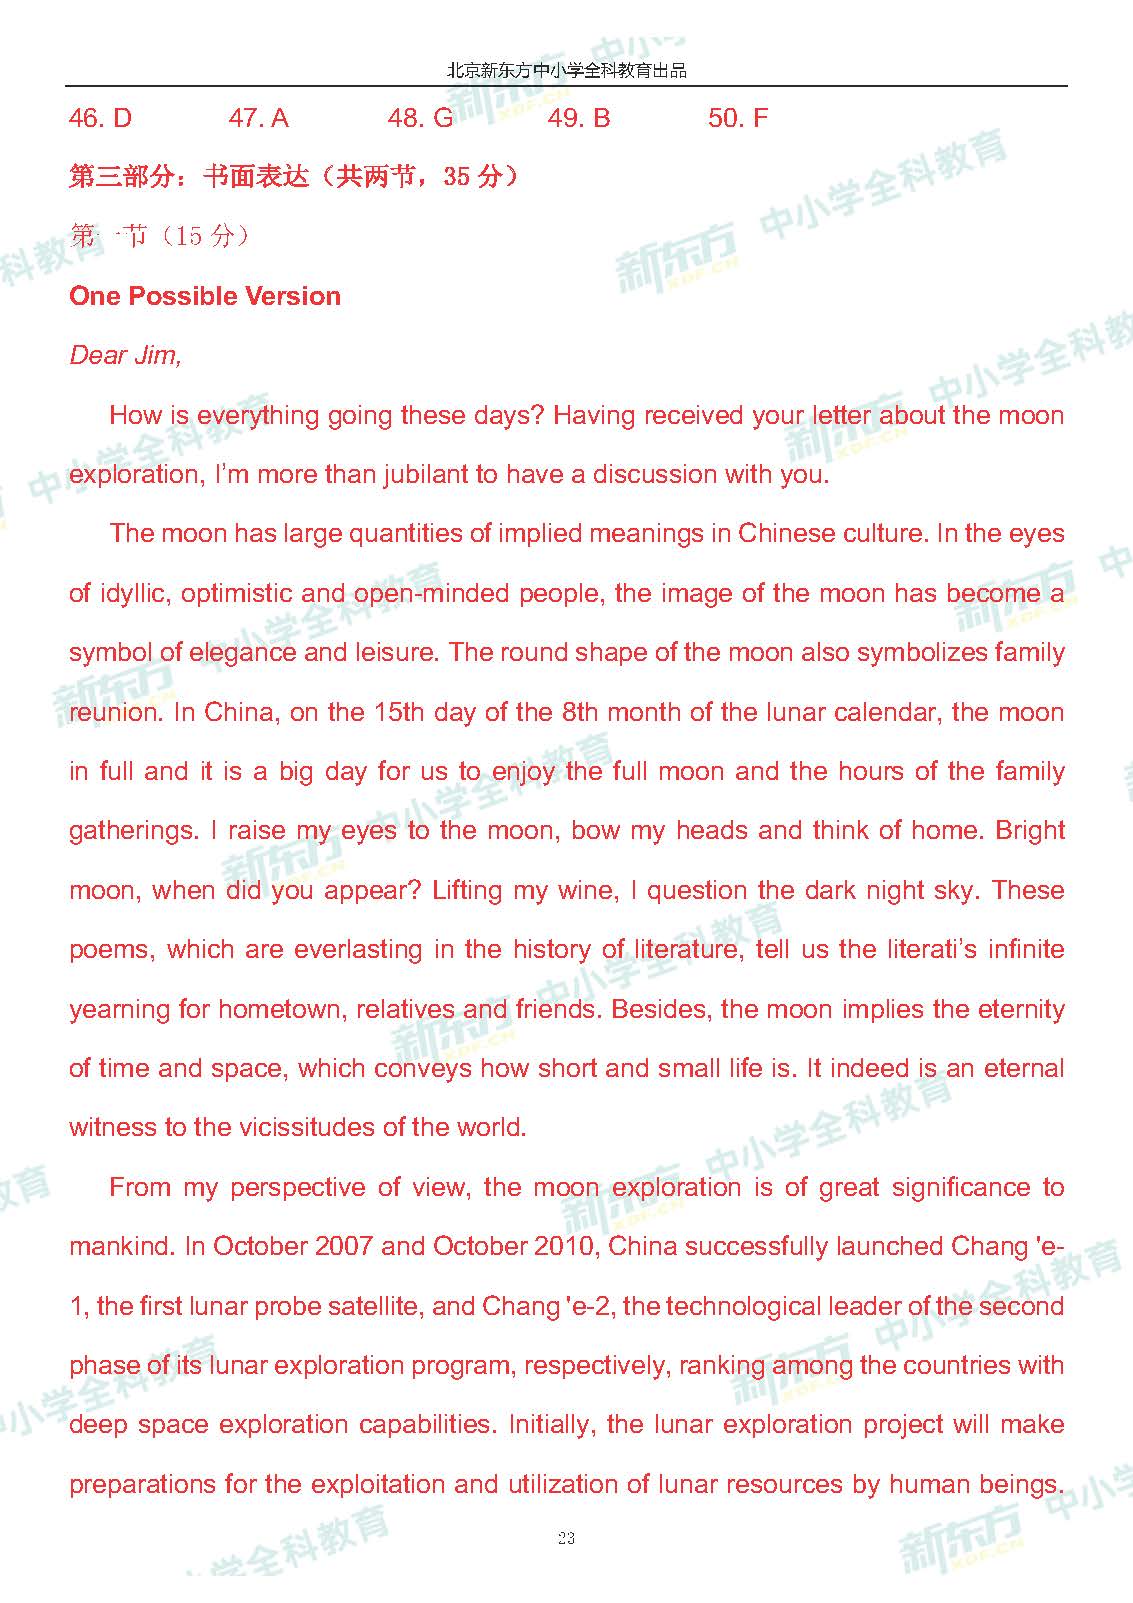 北京新东方中小学全科教育出品
46. D 47. A 48. G 49. B 50. F
第三部分：书面表达（共两节，35 分）
第一节（15 分）
One Possible Version
Dear Jim,
How is everything going these days? Having received your letter about the moon
exploration, I’m more than jubilant to have a discussion with you.
The moon has large quantities of implied meanings in Chinese culture. In the eyes
of idyllic, optimistic and open-minded people, the image of the moon has become a
symbol of elegance and leisure. The round shape of the moon also symbolizes family
reunion. In China, on the 15th day of the 8th month of the lunar calendar, the moon
in full and it is a big day for us to enjoy the full moon and the hours of the family
gatherings. I raise my eyes to the moon, bow my heads and think of home. Bright
moon, when did you appear? Lifting my wine, I question the dark night sky. These
poems, which are everlasting in the history of literature, tell us the literati’s infinite
yearning for hometown, relatives and friends. Besides, the moon implies the eternity
of time and space, which conveys how short and small life is. It indeed is an eternal
witness to the vicissitudes of the world.
From my perspective of view, the moon exploration is of great significance to
mankind. In October 2007 and October 2010, China successfully launched Chang 'e-
1, the first lunar probe satellite, and Chang 'e-2, the technological leader of the second
phase of its lunar exploration program, respectively, ranking among the countries with
deep space exploration capabilities. Initially, the lunar exploration project will make
preparations for the exploitation and utilization of lunar resources by human beings.
23
新东方 XDF.CN 中小学全科教育